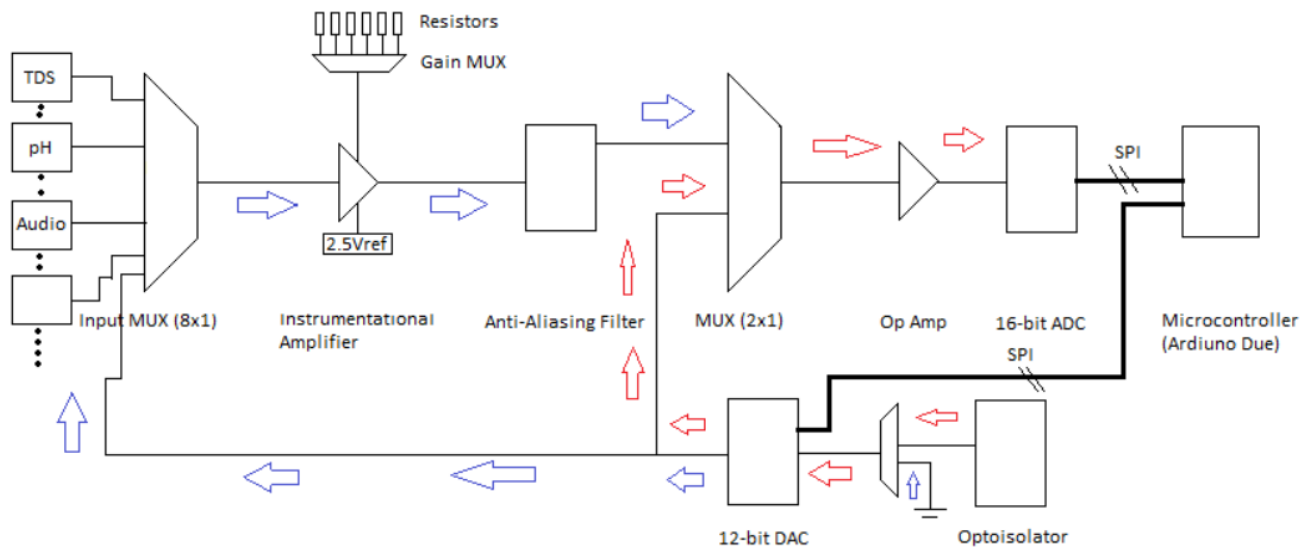 Resistors
Gain MUX
TDS
pH
Audio
2.5Vref
SPI
Input MUX (8x1)
Instrumentational
Amplifier
Anti-Aliasing Filter
MUX (2x1)
Op Amp
16-bit ADC
Microcontroller
(Ardiuno Due)
SPI
12-bit DAC
Optoisolator